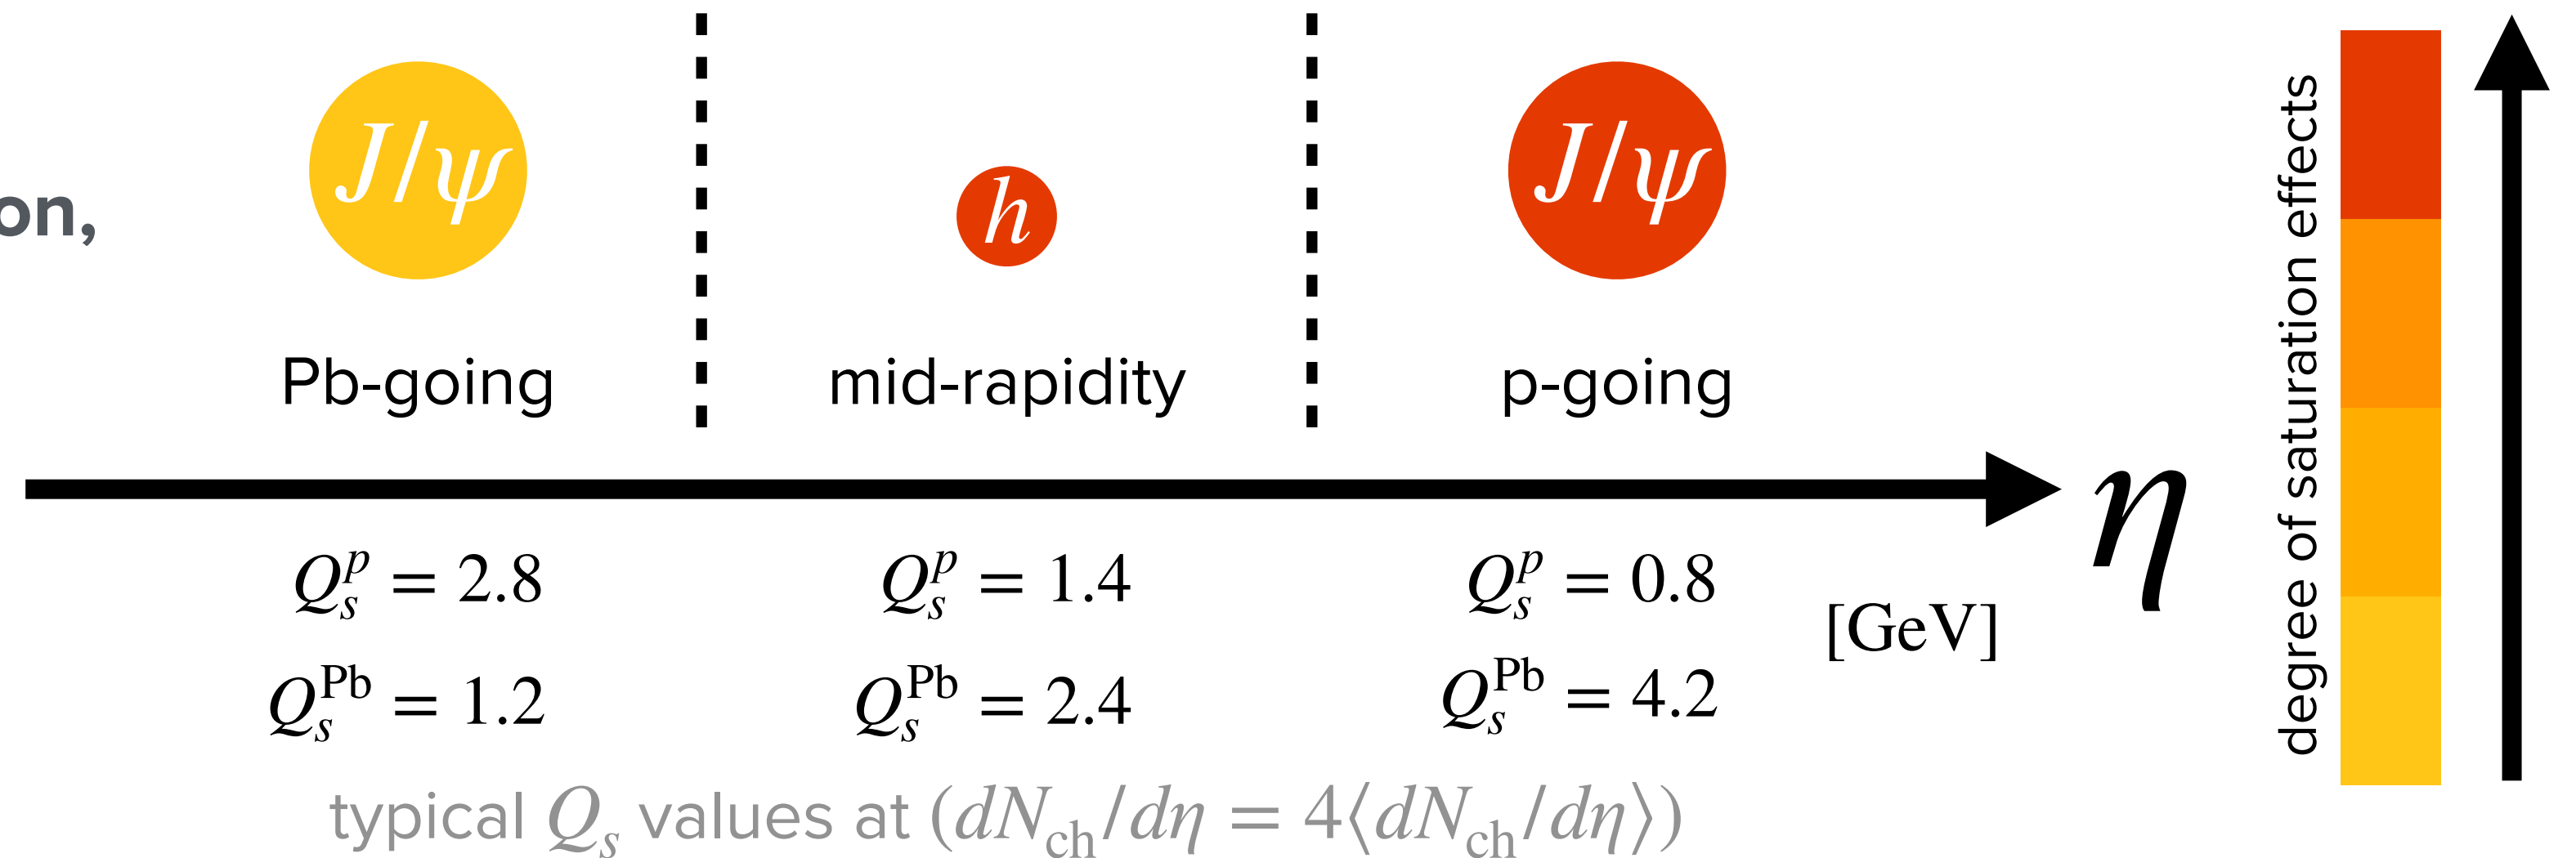 on,
J/ψ
h
J/ψ
Pb-going
mid-rapidity
p-going
η
Q_s^p = 2.8
Q_s^p = 1.4
Q_s^p = 0.8
[GeV]
Q_s^Pb = 1.2
Q_s^Pb = 2.4
Q_s^Pb = 4.2
typical Q_s values at (dN_ch/dη = 4⟨dN_ch/dη⟩)
degree of saturation effects